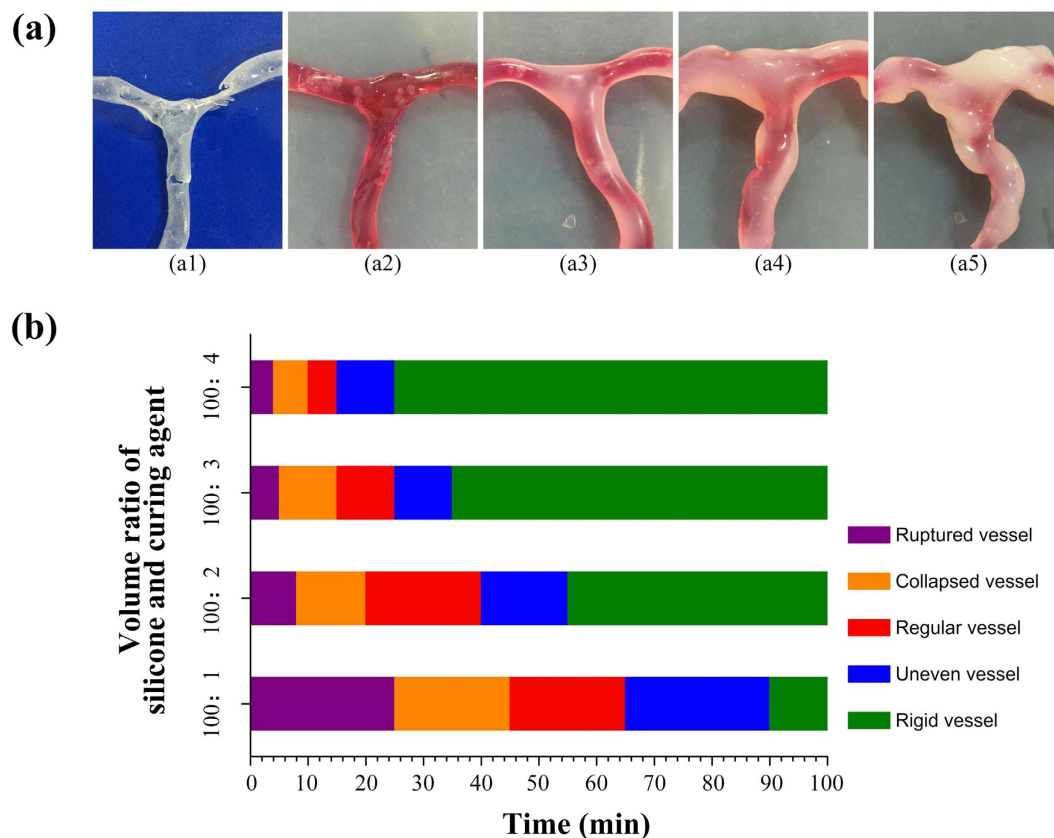 (a)
(a1) (a2) (a3) (a4) (a5)
(b)
Volume ratio of
silicone and curing agent
100: 4
100: 3
100: 2
100: 1
Ruptured vessel
Collapsed vessel
Regular vessel
Uneven vessel
Rigid vessel
0 10 20 30 40 50 60 70 80 90 100
Time (min)